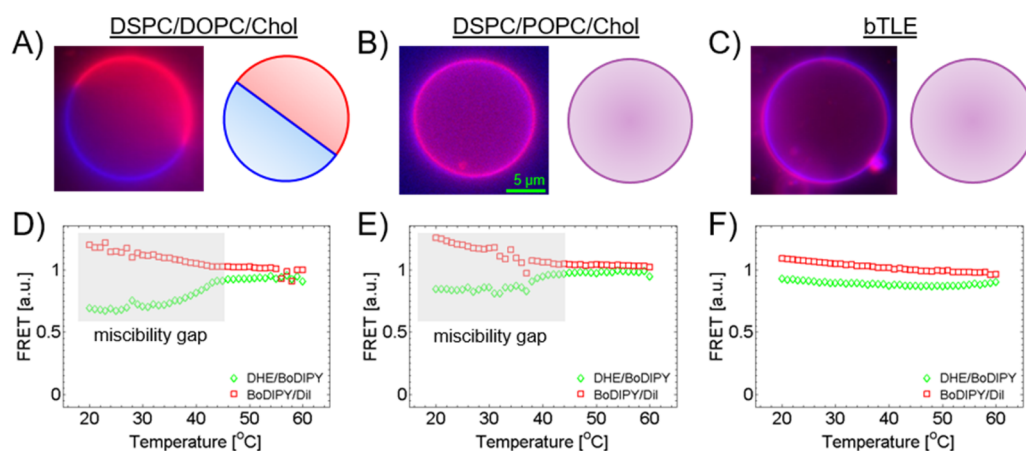 DSPC/DOPC/Chol
DSPC/POPC/Chol
bTLE
A)
B)
C)
5 µm
D)
E)
F)
FRET [a.u.]
1
0.5
0
miscibility gap
DHE/BoDIPY
BoDIPY/DiI
20 30 40 50 60
Temperature [°C]
FRET [a.u.]
1
0.5
0
miscibility gap
DHE/BoDIPY
BoDIPY/DiI
20 30 40 50 60
Temperature [°C]
FRET [a.u.]
1
0.5
0
DHE/BoDIPY
BoDIPY/DiI
20 30 40 50 60
Temperature [°C]